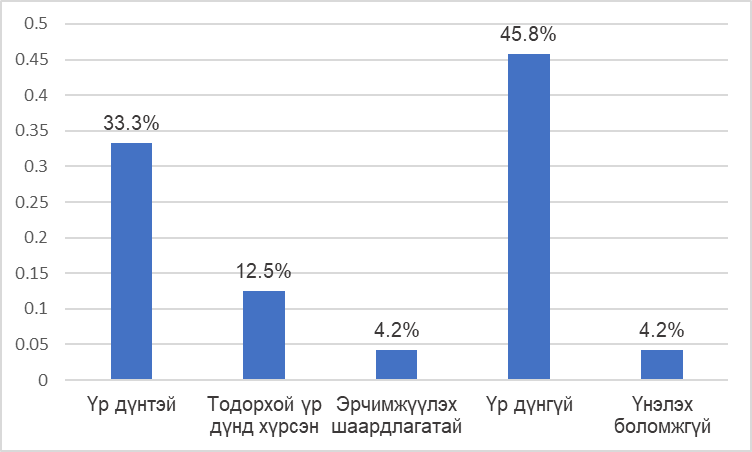 0.5
0.45
0.4
0.35
0.3
0.25
0.2
0.15
0.1
0.05
0
33.3%
12.5%
4.2%
45.8%
4.2%
Үр дүнтэй
Тодорхой үр
дүнд хүрсэн
Эрчимжүүлэх
шаардлагатай
Үр дүнгүй
Үнэлэх
боломжгүй